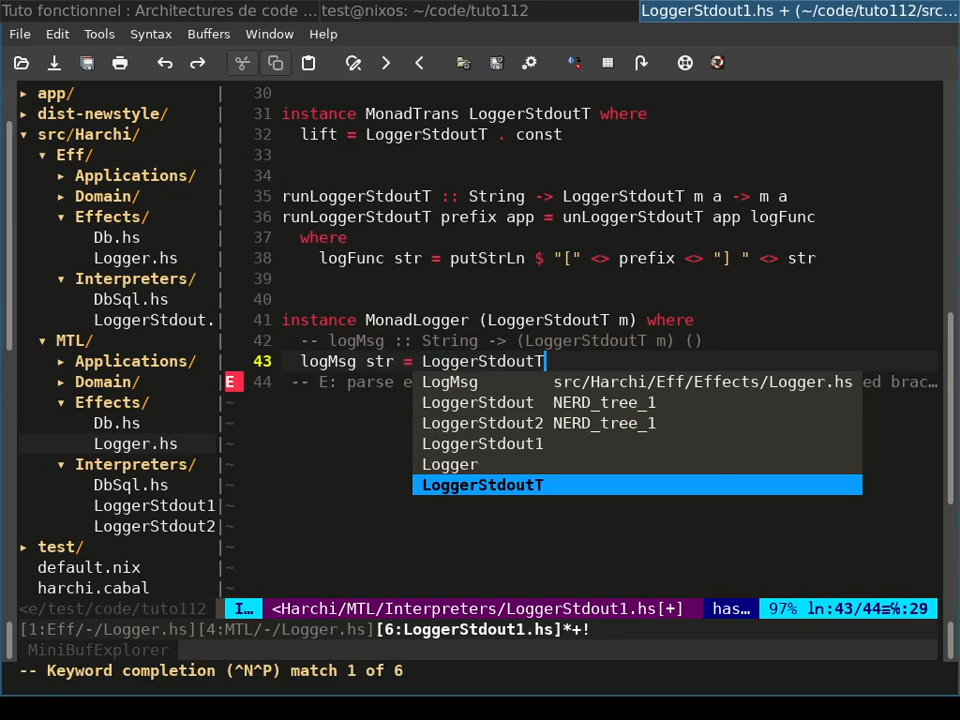 Tuto fonctionnel : Architectures de code ... test@nixos: ~/code/tuto112 LoggerStdout1.hs + (~/code/tuto112/src...
File Edit Tools Syntax Buffers Window Help
▸ app/
▸ dist-newstyle/
▾ src/Harchi/
▾ Eff/
▸ Applications/
▸ Domain/
▾ Effects/
Db.hs
Logger.hs
▾ Interpreters/
DbSql.hs
LoggerStdout.
▾ MTL/
▸ Applications/
▸ Domain/
▾ Effects/
Db.hs
Logger.hs
▾ Interpreters/
DbSql.hs
LoggerStdout1
LoggerStdout2
▸ test/
default.nix
harchi.cabal
<e/test/code/tuto112
30
31 instance MonadTrans LoggerStdoutT where
32 lift = LoggerStdoutT . const
33
34
35 runLoggerStdoutT :: String -> LoggerStdoutT m a -> m a
36 runLoggerStdoutT prefix app = unLoggerStdoutT app logFunc
37 where
38 logFunc str = putStrLn $ "[" <> prefix <> "] " <> str
39
40
41 instance MonadLogger (LoggerStdoutT m) where
42 -- logMsg :: String -> (LoggerStdoutT m) ()
43 logMsg str = LoggerStdoutT
E 44 -- E: parse e ed brac…
LogMsg src/Harchi/Eff/Effects/Logger.hs
LoggerStdout NERD_tree_1
LoggerStdout2 NERD_tree_1
LoggerStdout1
Logger
LoggerStdoutT
~
~
~
~
~
~
~
~
~
~
I… <Harchi/MTL/Interpreters/LoggerStdout1.hs[+] has… 97% ln:43/44≡℅:29
[1:Eff/-/Logger.hs][4:MTL/-/Logger.hs][6:LoggerStdout1.hs]*+!
MiniBufExplorer
-- Keyword completion (^N^P) match 1 of 6